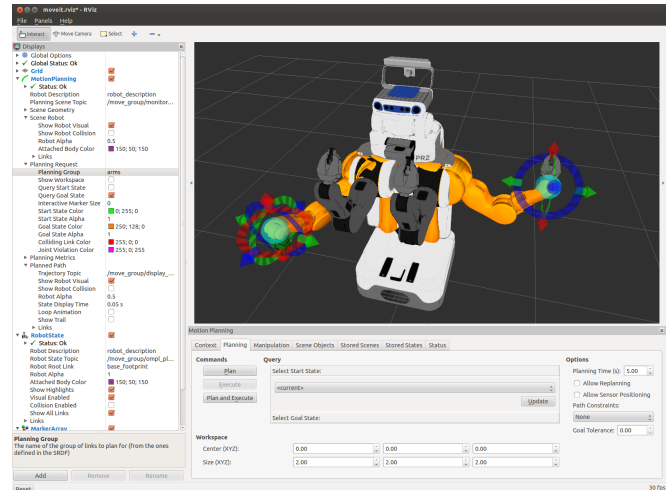 moveit.rviz* - RViz
File Panels Help
Interact Move Camera Select
Displays
Global Options
Global Status: Ok
Grid
MotionPlanning
Status: Ok
Robot Description robot_description
Planning Scene Topic /move_group/monitor...
Scene Geometry
Scene Robot
Show Robot Visual
Show Robot Collision
Robot Alpha 0.5
Attached Body Color 150; 50; 150
Links
Planning Request
Planning Group arms
Show Workspace
Query Start State
Query Goal State
Interactive Marker Size 0
Start State Color 0; 255; 0
Start State Alpha 1
Goal State Color 250; 128; 0
Goal State Alpha 1
Colliding Link Color 255; 0; 0
Joint Violation Color 255; 0; 255
Planning Metrics
Planned Path
Trajectory Topic /move_group/display_...
Show Robot Visual
Show Robot Collision
Robot Alpha 0.5
State Display Time 0.05 s
Loop Animation
Show Trail
Links
RobotState
Status: Ok
Robot Description robot_description
Robot State Topic /move_group/ompl_pl...
Robot Root Link base_footprint
Robot Alpha 1
Attached Body Color 150; 50; 150
Show Highlights
Visual Enabled
Collision Enabled
Show All Links
Links
MarkerArray
Planning Group
The name of the group of links to plan for (from the ones
defined in the SRDF)
Add Remove Rename
Reset
PR2
Motion Planning
Context Planning Manipulation Scene Objects Stored Scenes Stored States Status
Commands Query Options
Plan Select Start State: Planning Time (s): 5.00
Execute <current> Allow Replanning
Plan and Execute Update Allow Sensor Positioning
Path Constraints:
Select Goal State: None
Goal Tolerance: 0.00
Workspace
Center (XYZ): 0.00 0.00 0.00
Size (XYZ): 2.00 2.00 2.00
30 fps